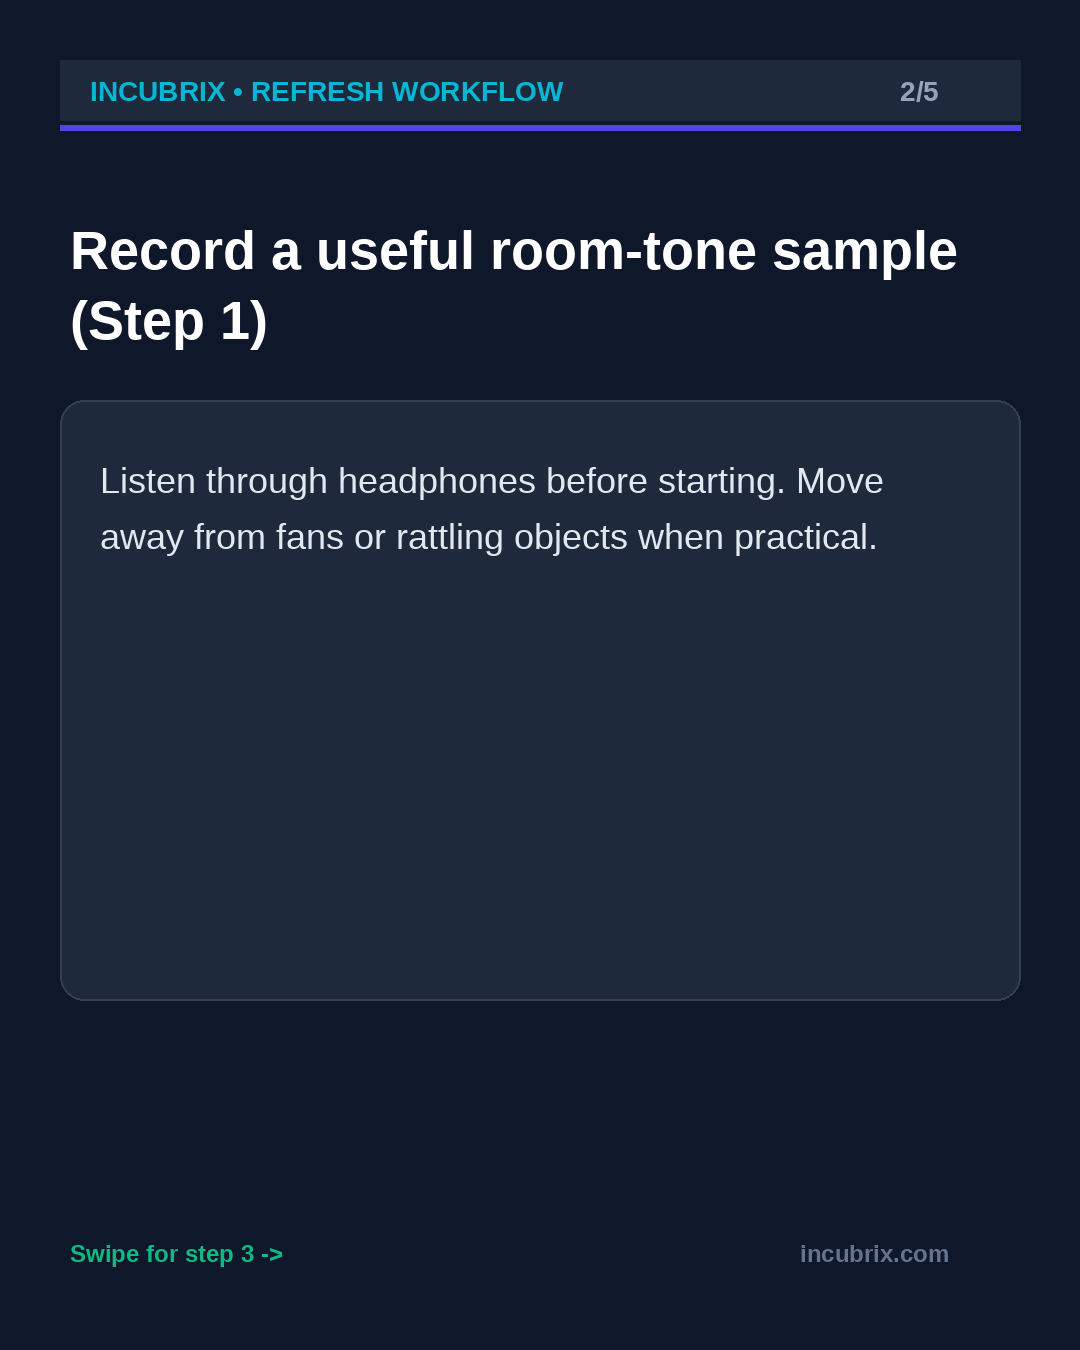 INCUBRIX • REFRESH WORKFLOW 2/5
Record a useful room-tone sample
(Step 1)
Listen through headphones before starting. Move
away from fans or rattling objects when practical.
Swipe for step 3 -> incubrix.com